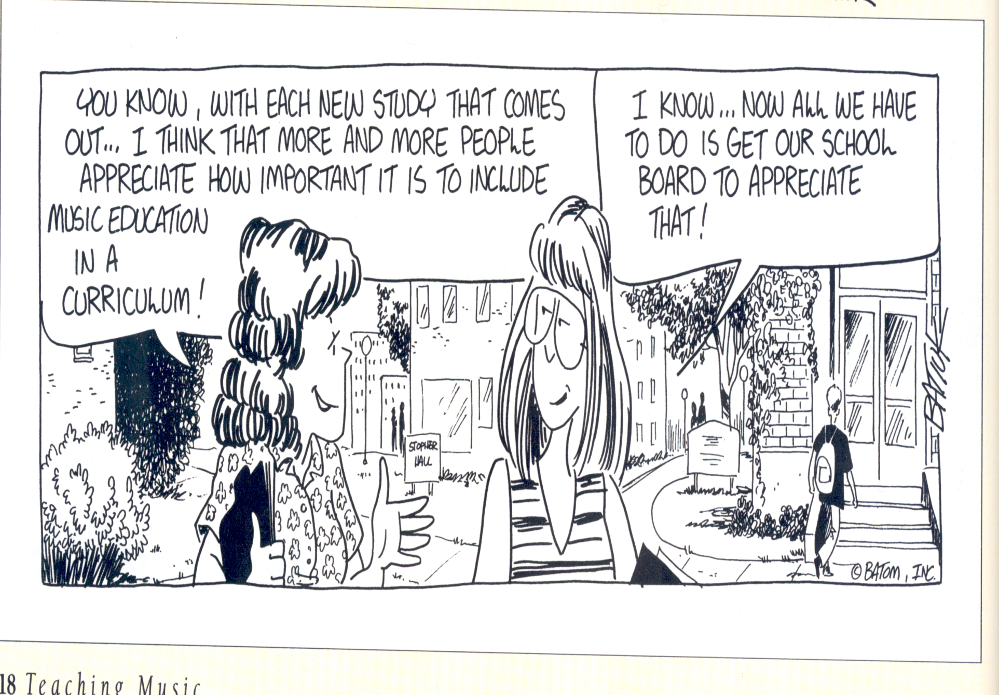 YOU KNOW, WITH EACH NEW STUDY THAT COMES
OUT... I THINK THAT MORE AND MORE PEOPLE
APPRECIATE HOW IMPORTANT IT IS TO INCLUDE
MUSIC EDUCATION
IN A
CURRICULUM!
I KNOW... NOW ALL WE HAVE
TO DO IS GET OUR SCHOOL
BOARD TO APPRECIATE
THAT!
STOPHER
HALL
BATIUK
© BATOM, INC.
18 Teaching Music